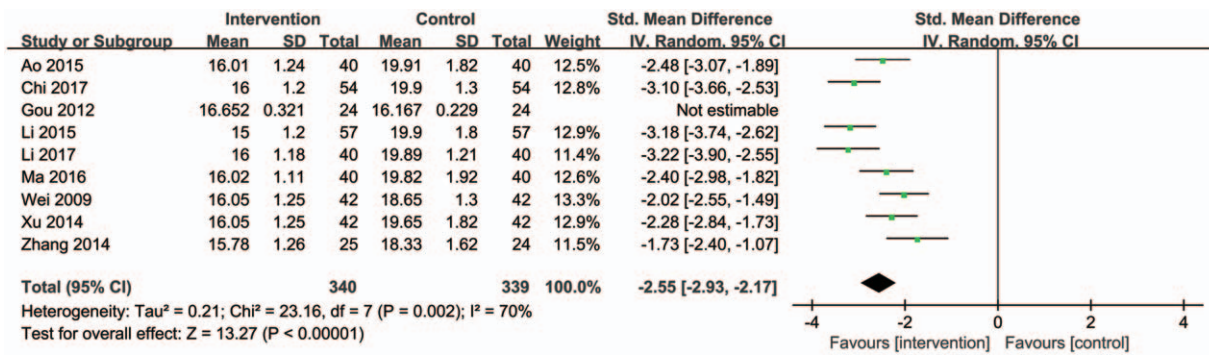 Intervention Control Std. Mean Difference Std. Mean Difference
Study or Subgroup Mean SD Total Mean SD Total Weight IV. Random. 95% CI IV. Random. 95% CI
Ao 2015 16.01 1.24 40 19.91 1.82 40 12.5% -2.48 [-3.07, -1.89]
Chi 2017 16 1.2 54 19.9 1.3 54 12.8% -3.10 [-3.66, -2.53]
Gou 2012 16.652 0.321 24 16.167 0.229 24 Not estimable
Li 2015 15 1.2 57 19.9 1.8 57 12.9% -3.18 [-3.74, -2.62]
Li 2017 16 1.18 40 19.89 1.21 40 11.4% -3.22 [-3.90, -2.55]
Ma 2016 16.02 1.11 40 19.82 1.92 40 12.6% -2.40 [-2.98, -1.82]
Wei 2009 16.05 1.25 42 18.65 1.3 42 13.3% -2.02 [-2.55, -1.49]
Xu 2014 16.05 1.25 42 19.65 1.82 42 12.9% -2.28 [-2.84, -1.73]
Zhang 2014 15.78 1.26 25 18.33 1.62 24 11.5% -1.73 [-2.40, -1.07]
Total (95% CI) 340 339 100.0% -2.55 [-2.93, -2.17]
Heterogeneity: Tau² = 0.21; Chi² = 23.16, df = 7 (P = 0.002); I² = 70%
Test for overall effect: Z = 13.27 (P < 0.00001)
-4 -2 0 2 4
Favours [intervention] Favours [control]